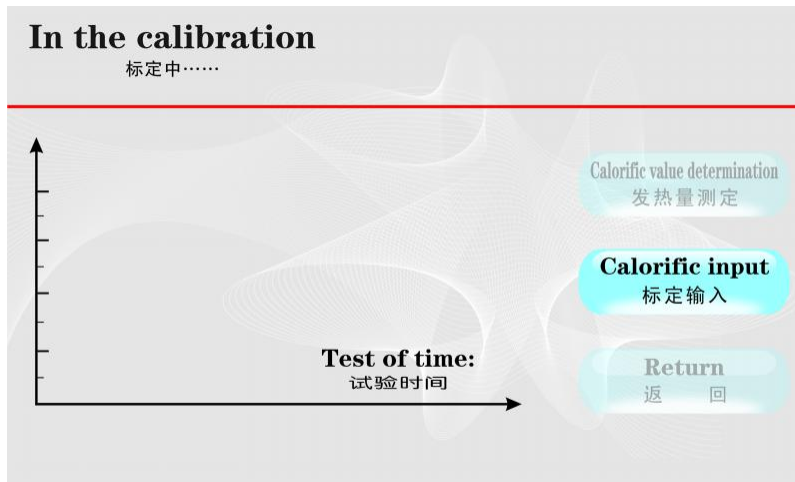 In the calibration
标定中……
Calorific value determination
发热量测定
Calorific input
标定输入
Test of time:
试验时间
Return
返 回